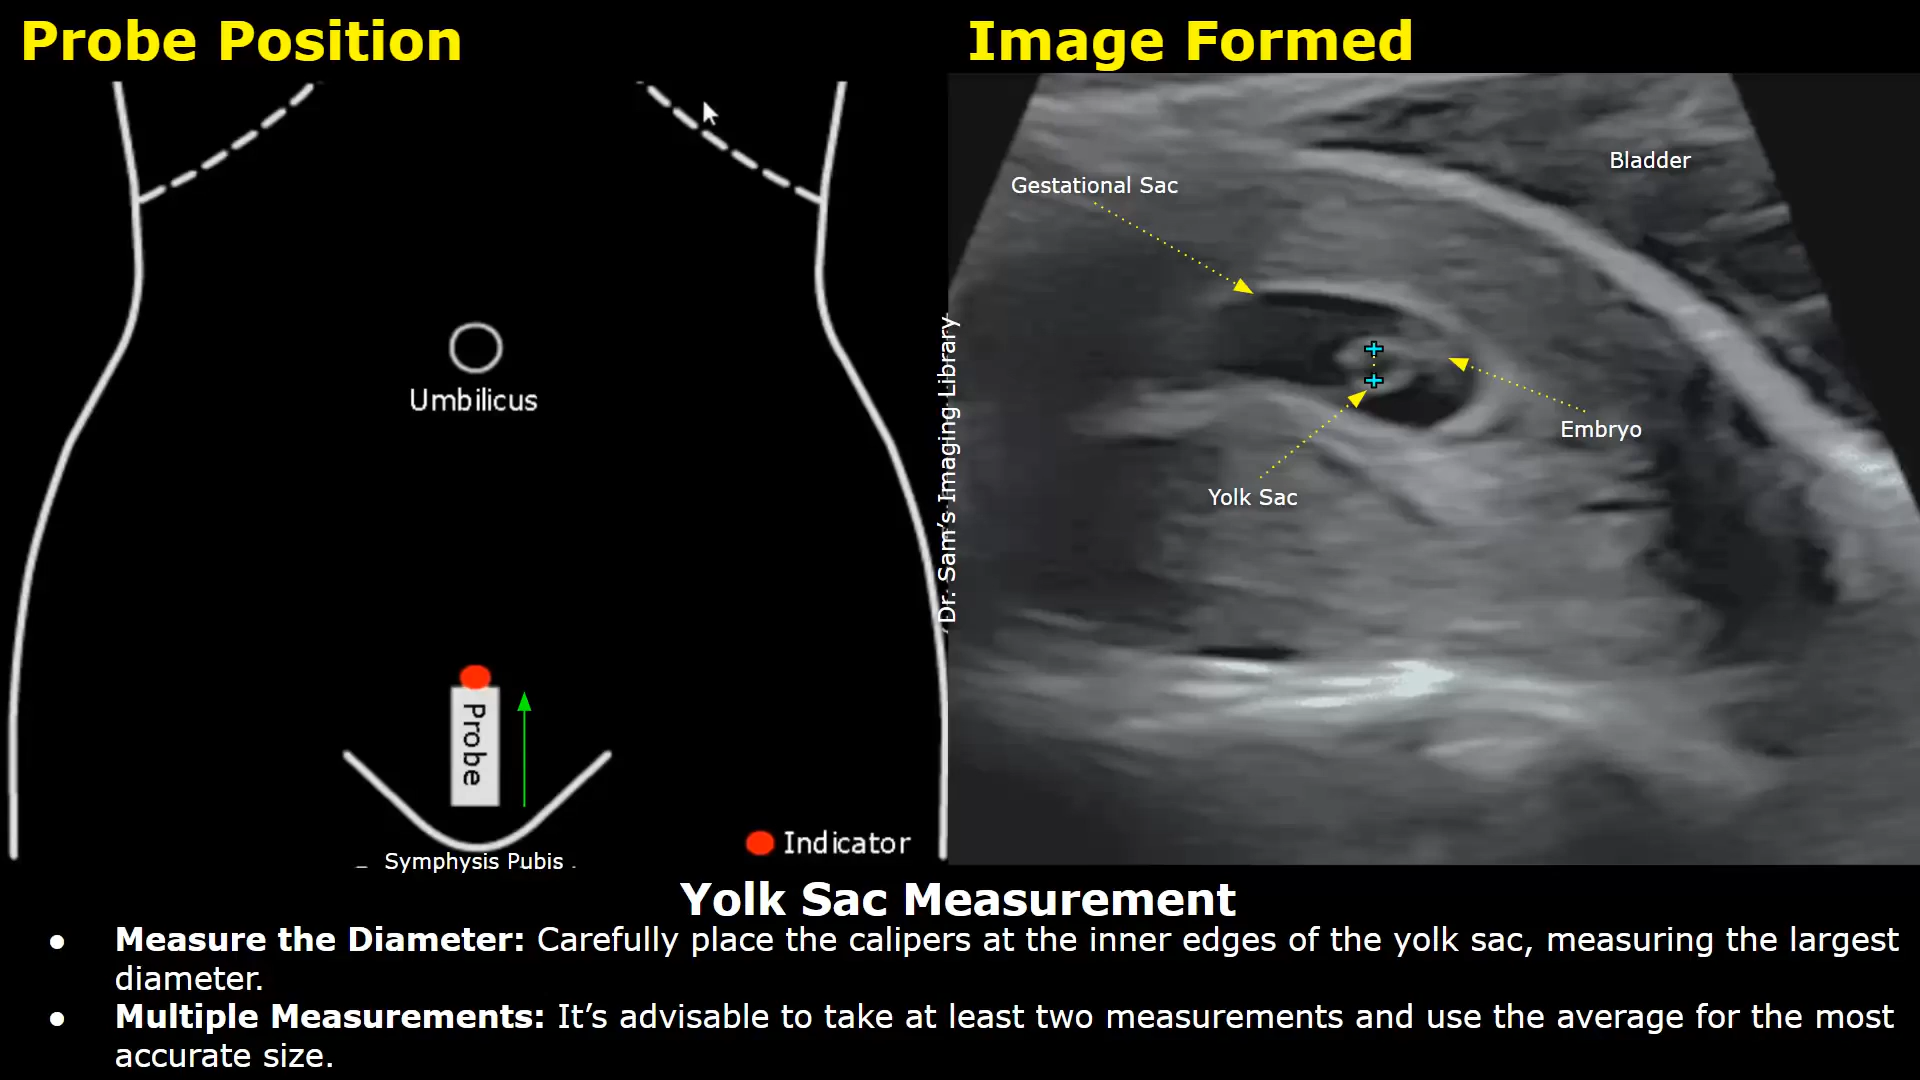 Probe Position
Image Formed
Bladder
Gestational Sac
Umbilicus
Embryo
Yolk Sac
Dr. Sam's Imaging Library
Probe
Indicator
Symphysis Pubis
Yolk Sac Measurement
● Measure the Diameter: Carefully place the calipers at the inner edges of the yolk sac, measuring the largest
diameter.
● Multiple Measurements: It’s advisable to take at least two measurements and use the average for the most
accurate size.